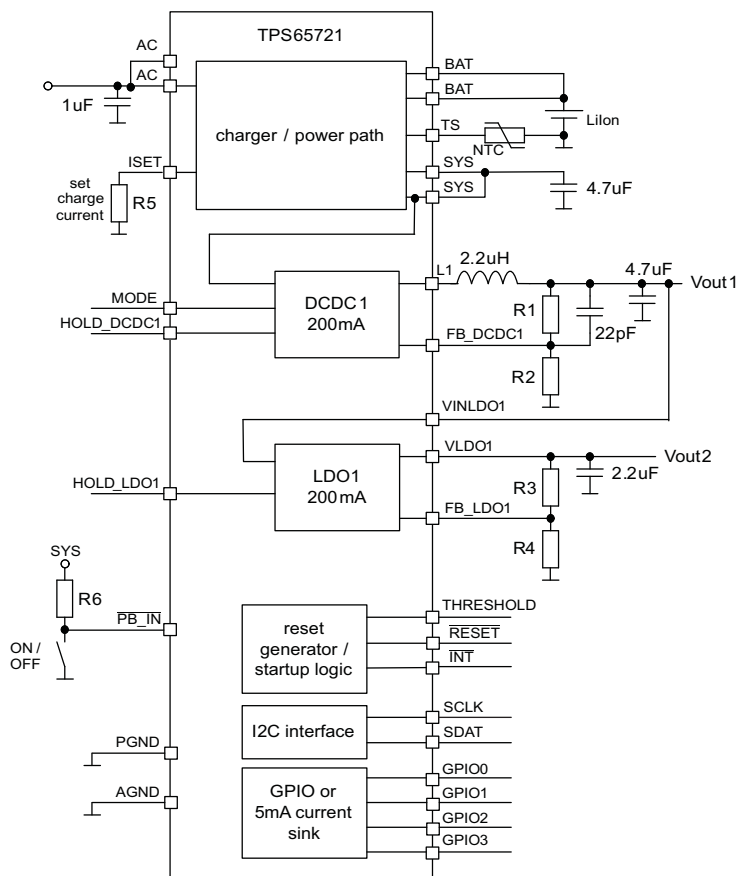 TPS65721
AC
AC
1uF
charger / power path
BAT
BAT
LiIon
TS
NTC
ISET
set
charge
current
R5
SYS
SYS
4.7uF
L1
2.2uH
4.7uF
Vout1
DCDC1
200mA
MODE
HOLD_DCDC1
R1
22pF
FB_DCDC1
R2
VINLDO1
VLDO1
Vout2
LDO1
200mA
HOLD_LDO1
R3
2.2uF
FB_LDO1
R4
SYS
R6
PB_IN
ON /
OFF
reset
generator /
startup logic
THRESHOLD
RESET
INT
I2C interface
SCLK
SDAT
PGND
AGND
GPIO or
5mA current
sink
GPIO0
GPIO1
GPIO2
GPIO3